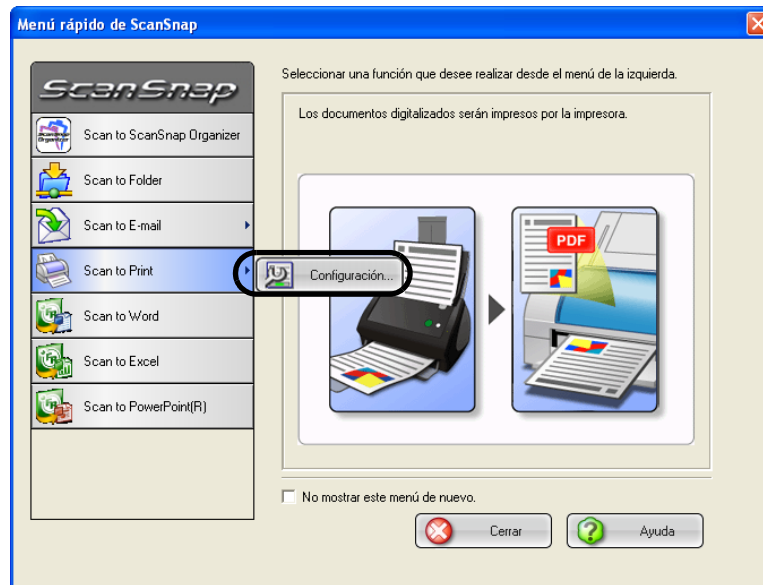 Menú rápido de ScanSnap
ScanSnap
Seleccionar una función que desee realizar desde el menú de la izquierda.
Los documentos digitalizados serán impresos por la impresora.
Scan to ScanSnap Organizer
Scan to Folder
Scan to E-mail
Scan to Print
Configuración...
Scan to Word
Scan to Excel
Scan to PowerPoint(R)
PDF
No mostrar este menú de nuevo.
Cerrar
Ayuda